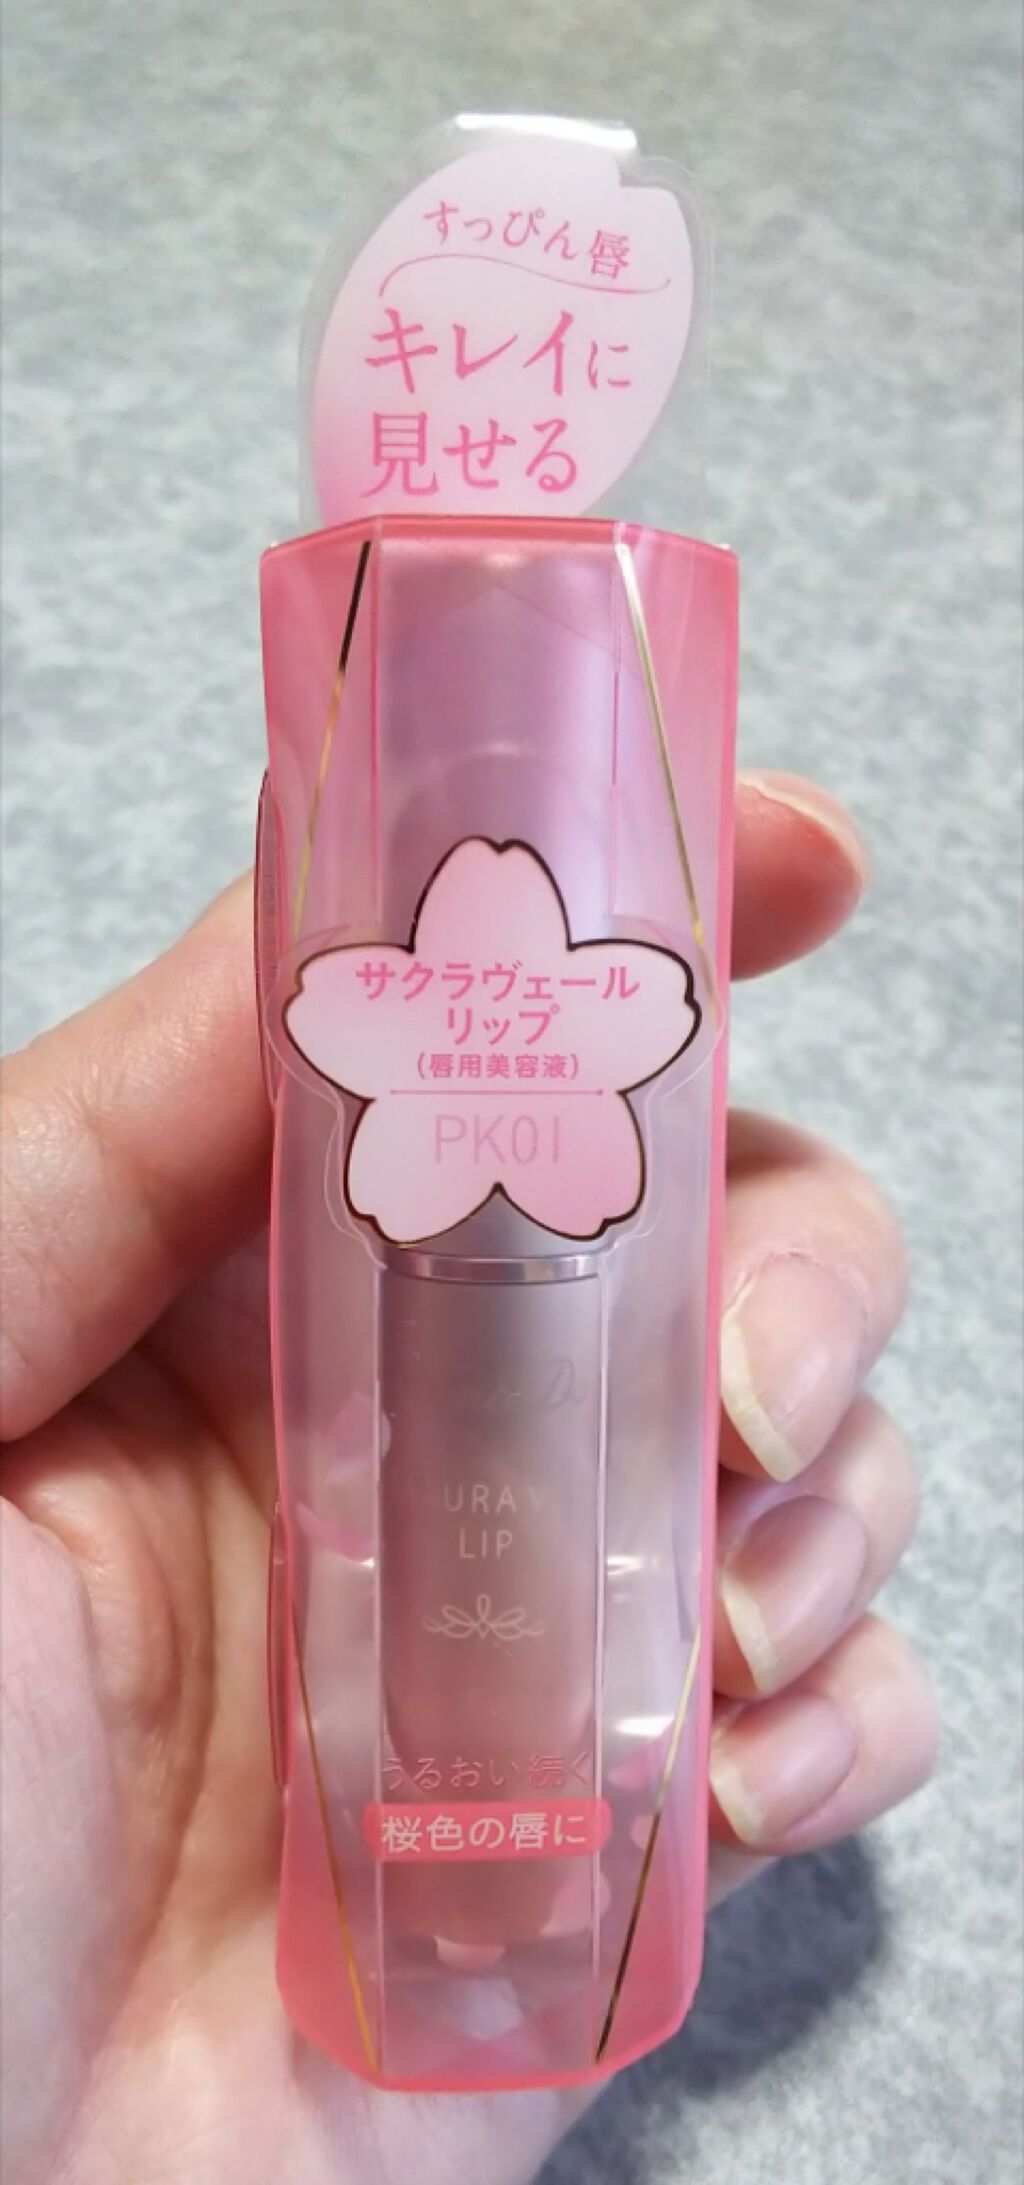 すっぴん唇
キレイに
見せる
サクラヴェール
リップ
(唇用美容液)
PK01
URA V
LIP
うるおい続く
桜色の唇に